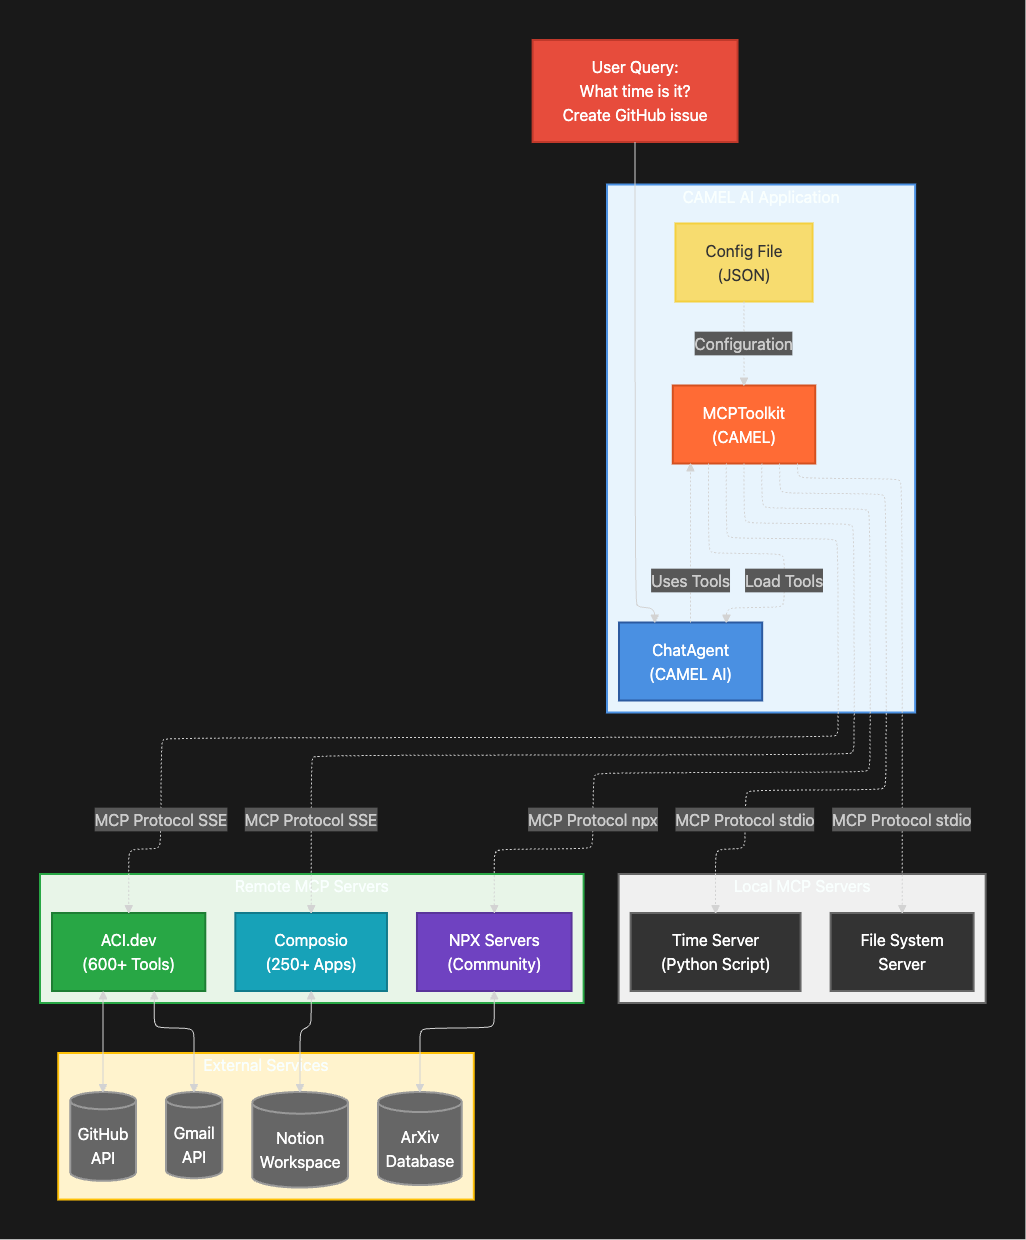 User Query:
What time is it?
Create GitHub issue
CAMEL AI Application
Config File
(JSON)
Configuration
MCPToolkit
(CAMEL)
Uses Tools
Load Tools
ChatAgent
(CAMEL AI)
MCP Protocol SSE
MCP Protocol SSE
MCP Protocol npx
MCP Protocol stdio
MCP Protocol stdio
Remote MCP Servers
Local MCP Servers
ACI.dev
(600+ Tools)
Composio
(250+ Apps)
NPX Servers
(Community)
Time Server
(Python Script)
File System
Server
External Services
GitHub
API
Gmail
API
Notion
Workspace
ArXiv
Database